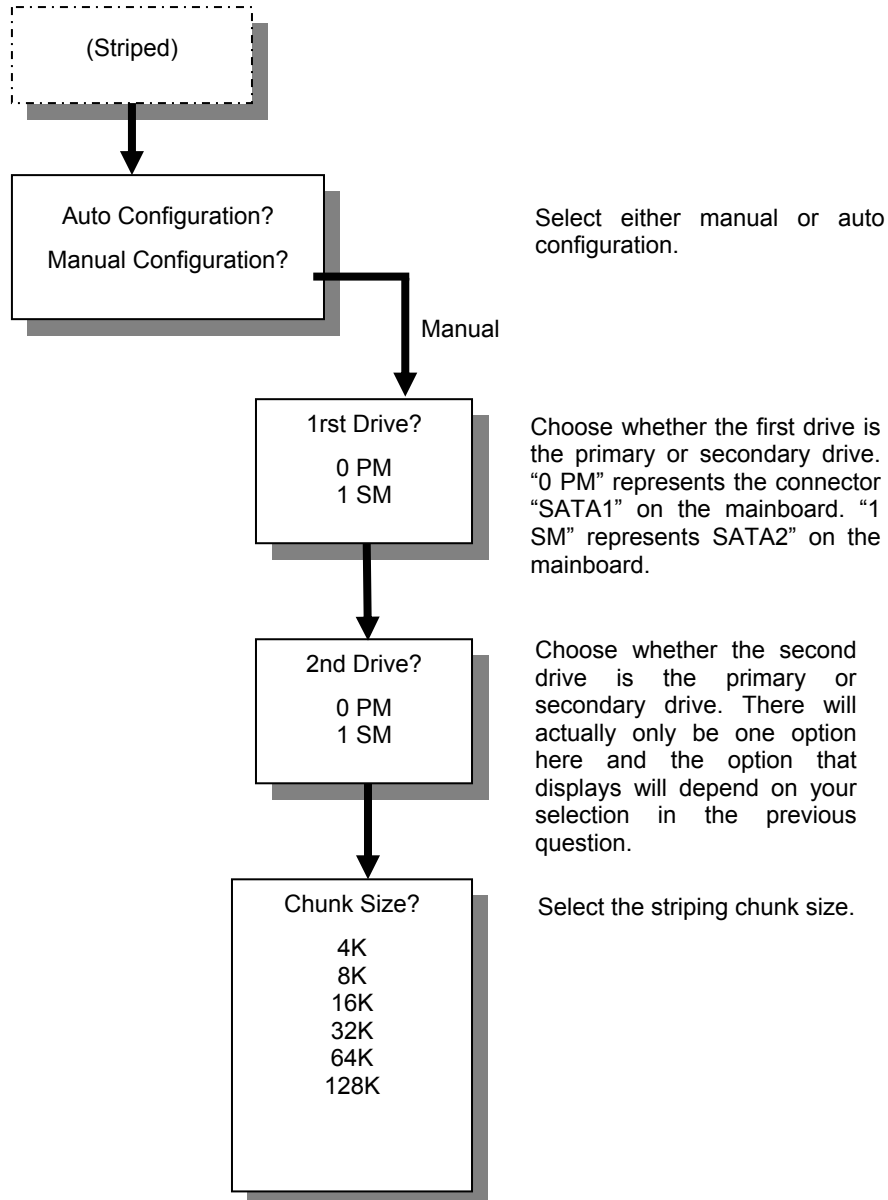 (Striped)
Auto Configuration?
Manual Configuration?
Select either manual or auto
configuration.
Manual
1rst Drive?
0 PM
1 SM
Choose whether the first drive is
the primary or secondary drive.
“0 PM” represents the connector
“SATA1” on the mainboard. “1
SM” represents SATA2” on the
mainboard.
2nd Drive?
0 PM
1 SM
Choose whether the second
drive is the primary or
secondary drive. There will
actually only be one option
here and the option that
displays will depend on your
selection in the previous
question.
Chunk Size?
4K
8K
16K
32K
64K
128K
Select the striping chunk size.